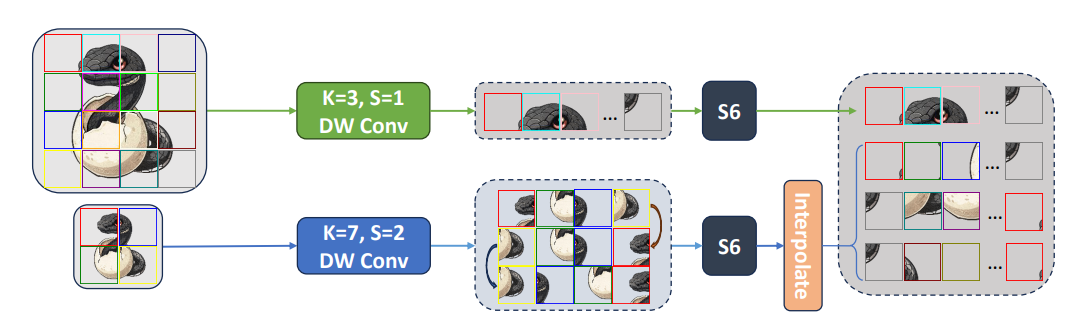 K=3, S=1
DW Conv
...
S6
...
K=7, S=2
DW Conv
S6
Interpolate
...
...
...